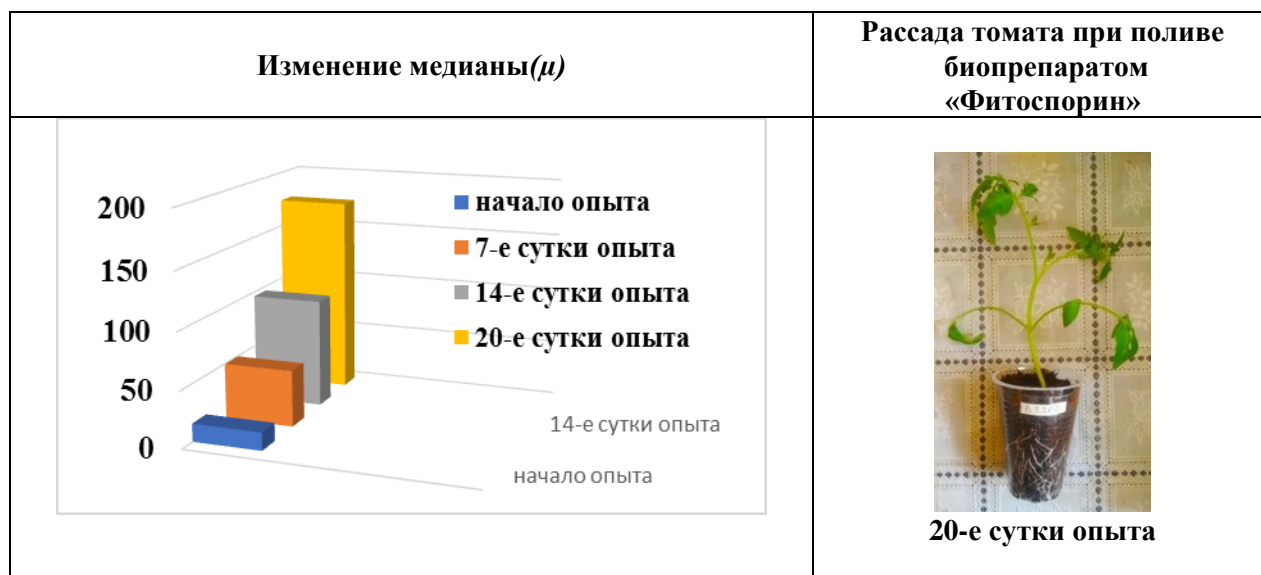 Изменение медианы(μ)
Рассада томата при поливе
биопрепаратом
«Фитоспорин»
200
150
100
50
0
начало опыта
7-е сутки опыта
14-е сутки опыта
20-е сутки опыта
14-е сутки опыта
начало опыта
20-е сутки опыта